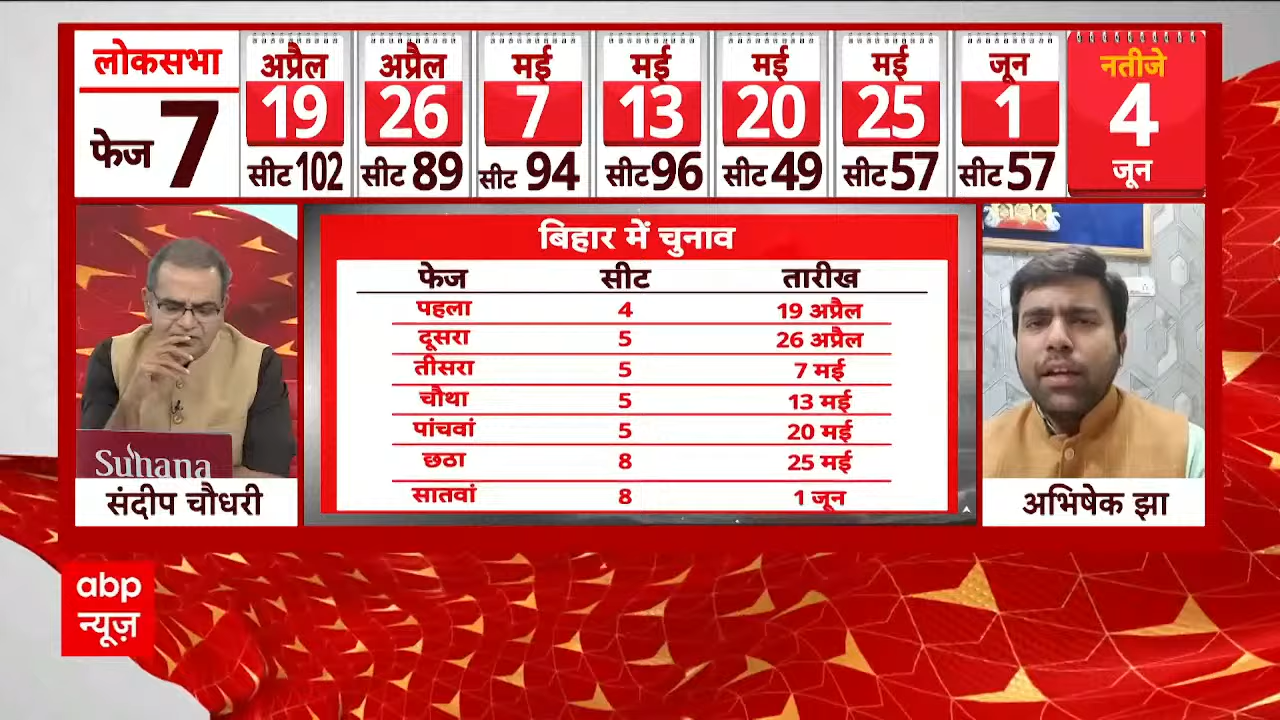 लोकसभा
फेज 7
अप्रैल
19
सीट 102
अप्रैल
26
सीट 89
मई
7
सीट 94
मई
13
सीट 96
मई
20
सीट 49
मई
25
सीट 57
जून
1
सीट 57
नतीजे
4
जून
बिहार में चुनाव
फेज सीट तारीख
पहला 4 19 अप्रैल
दूसरा 5 26 अप्रैल
तीसरा 5 7 मई
चौथा 5 13 मई
पांचवां 5 20 मई
छठा 8 25 मई
सातवां 8 1 जून
Suhana
संदीप चौधरी
अभिषेक झा
abp
न्यूज़